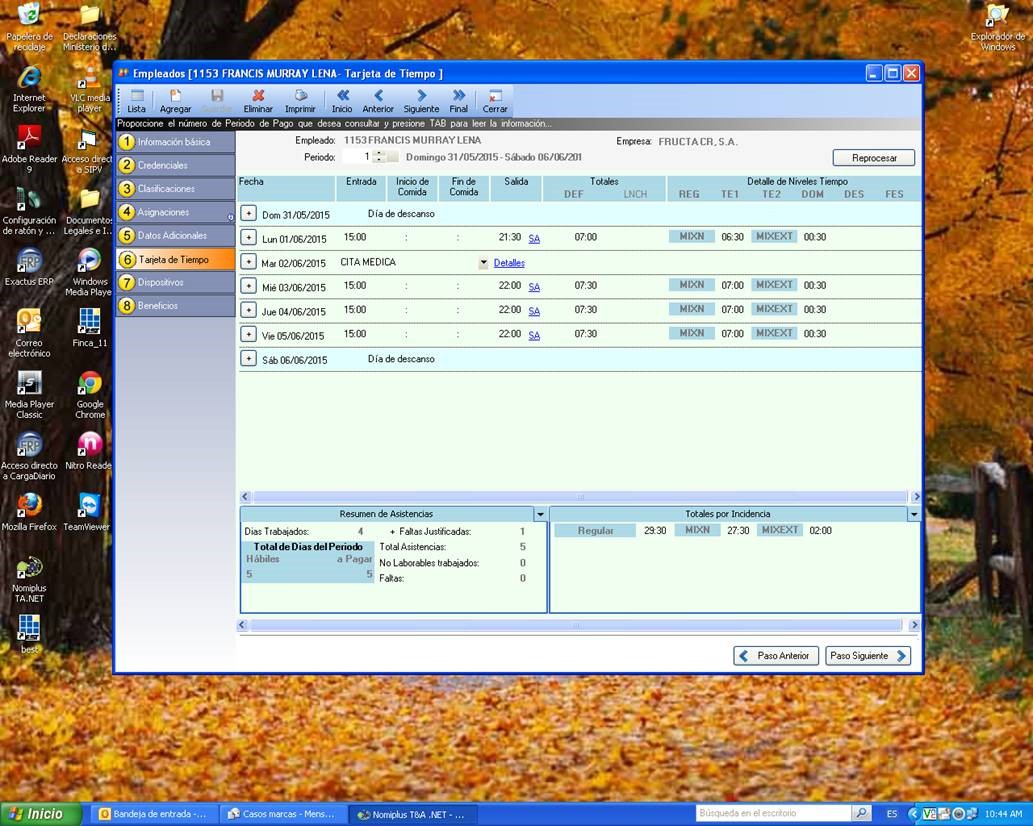 Papelera de reciclaje
Declaraciones Ministerio d...
Explorador de Windows
Internet Explorer
VLC media player
Adobe Reader 9
Acceso direct a SIPV
Configuración de ratón y ...
Documentos Legales e I...
Exactus ERP
Windows Media Playe
Correo electrónico
Finca_11
Media Player Classic
Google Chrome
Acceso directo a CargaDiario
Nitro Reade
Mozilla Firefox
TeamViewer
Nomiplus TA.NET
best
Empleados [1153 FRANCIS MURRAY LENA- Tarjeta de Tiempo ]
Lista Agregar Eliminar Imprimir Inicio Anterior Siguiente Final Cerrar
Proporcione el número de Periodo de Pago que desea consultar y presione TAB para leer la información...
1 Información básica
2 Credenciales
3 Clasificaciones
4 Asignaciones
5 Datos Adicionales
6 Tarjeta de Tiempo
7 Dispositivos
8 Beneficios
Empleado: 1153 FRANCIS MURRAY LENA Empresa: FRUCTA CR, S.A.
Periodo: 1 Domingo 31/05/2015 - Sábado 06/06/201 Reprocesar
Fecha Entrada Inicio de Comida Fin de Comida Salida Totales Detalle de Niveles Tiempo
DEF LNCH REG TE1 TE2 DOM DES FES
+ Dom 31/05/2015 Día de descanso
+ Lun 01/06/2015 15:00 : : 21:30 SA 07:00 MIXN 06:30 MIXEXT 00:30
+ Mar 02/06/2015 CITA MEDICA Detalles
+ Mié 03/06/2015 15:00 : : 22:00 SA 07:30 MIXN 07:00 MIXEXT 00:30
+ Jue 04/06/2015 15:00 : : 22:00 SA 07:30 MIXN 07:00 MIXEXT 00:30
+ Vie 05/06/2015 15:00 : : 22:00 SA 07:30 MIXN 07:00 MIXEXT 00:30
+ Sáb 06/06/2015 Día de descanso
Resumen de Asistencias
Dias Trabajados: 4 + Faltas Justificadas: 1
Total de Dias del Periodo Total Asistencias: 5
Hábiles a Pagar No Laborables trabajados: 0
5 5 Faltas: 0
Totales por Incidencia
Regular 29:30 MIXN 27:30 MIXEXT 02:00
Paso Anterior Paso Siguiente
Inicio Bandeja de entrada -... Casos marcas - Mens... Nomiplus T&A .NET - ... Búsqueda en el escritorio ES 10:44 AM